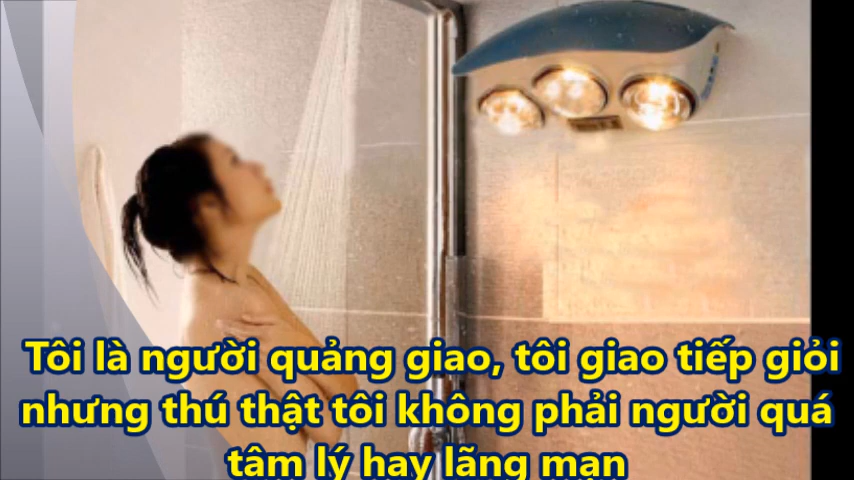 Tôi là người quảng giao, tôi giao tiếp giỏi
nhưng thú thật tôi không phải người quá
tâm lý hay lãng mạn